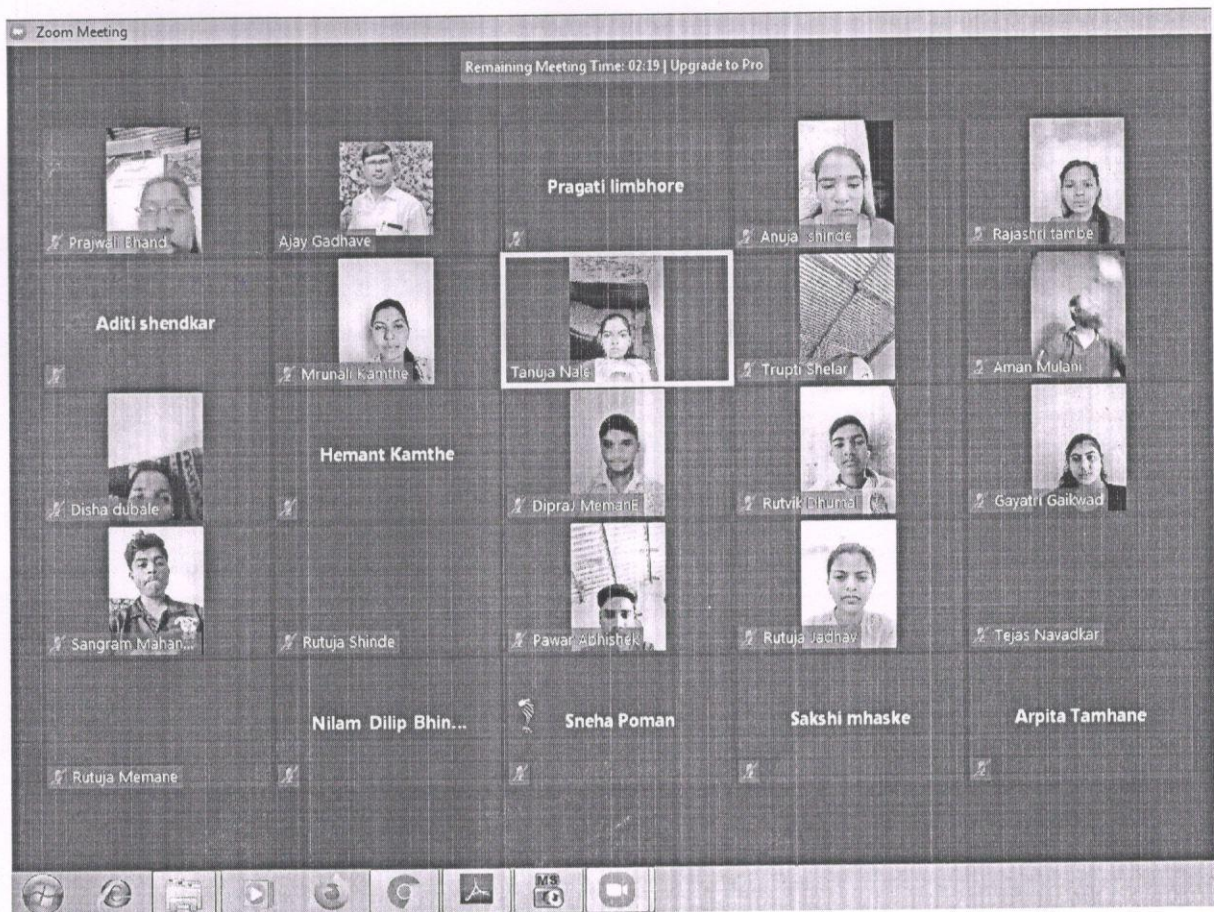 Zoom Meeting
Remaining Meeting Time: 02:19 | Upgrade to Pro
Prajwali Bhand
Ajay Gadhave
Pragati limbhore
Anuja shinde
Rajashri tambe
Aditi shendkar
Mrunali Kamthe
Tanuja Nale
Trupti Shelar
Aman Mulani
Disha dubale
Hemant Kamthe
DipraJ MemanE
Rutvik Dhumal
Gayatri Gaikwad
Sangram Mahan...
Rutuja Shinde
Pawar Abhishek
Rutuja Jadhav
Tejas Navadkar
Rutuja Memane
Nilam Dilip Bhin...
Sneha Poman
Sakshi mhaske
Arpita Tamhane
MS